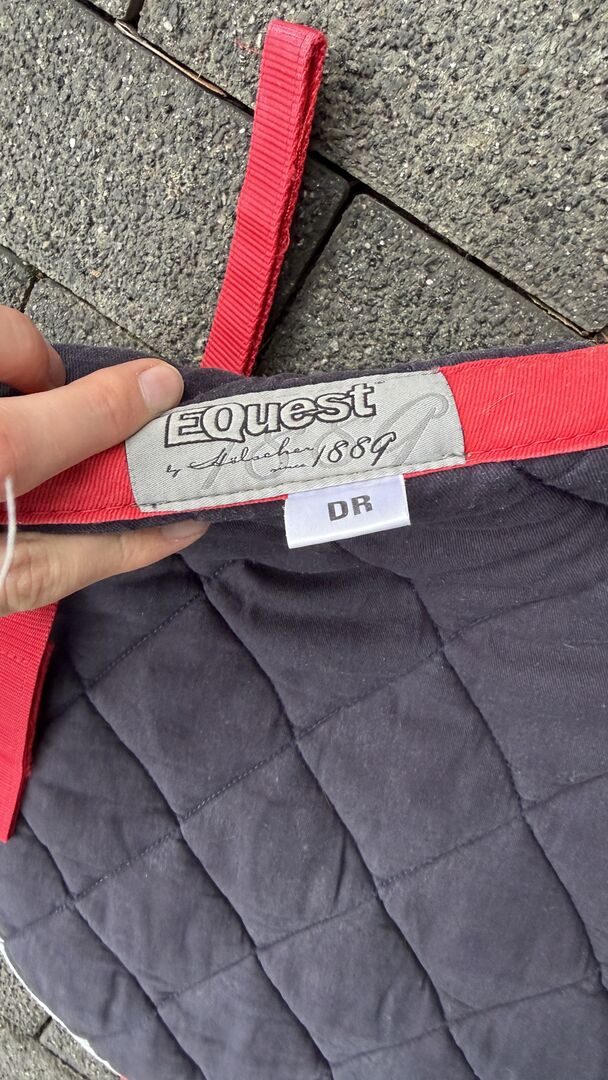 EQuest
by Hölscher since 1889
DR